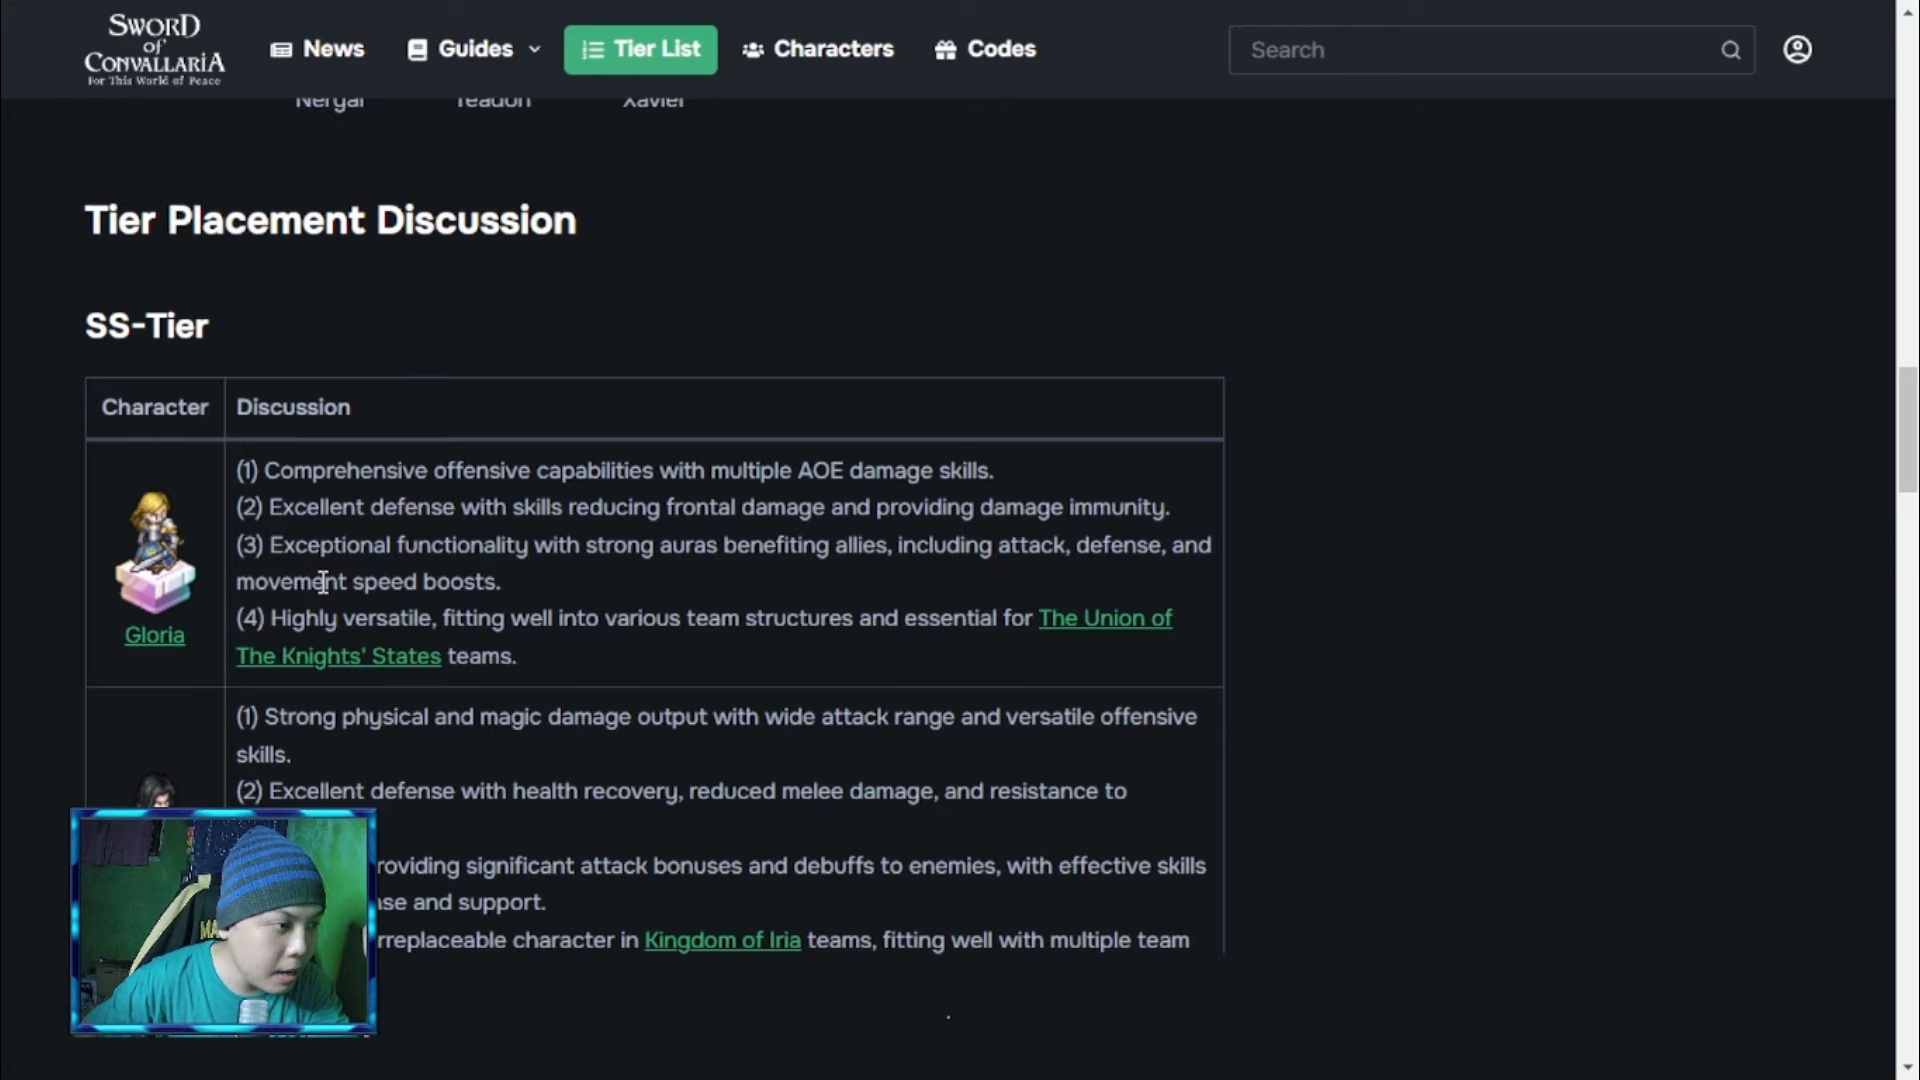 SWORD
of
CONVALLARIA
For This World of Peace
News
Guides
Tier List
Characters
Codes
Search
Nergal
Teadon
Xavier
Tier Placement Discussion
SS-Tier
Character
Discussion
(1) Comprehensive offensive capabilities with multiple AOE damage skills.
(2) Excellent defense with skills reducing frontal damage and providing damage immunity.
(3) Exceptional functionality with strong auras benefiting allies, including attack, defense, and
movement speed boosts.
(4) Highly versatile, fitting well into various team structures and essential for The Union of
The Knights' States teams.
Gloria
(1) Strong physical and magic damage output with wide attack range and versatile offensive
skills.
(2) Excellent defense with health recovery, reduced melee damage, and resistance to
roviding significant attack bonuses and debuffs to enemies, with effective skills
nse and support.
rreplaceable character in Kingdom of Iria teams, fitting well with multiple team